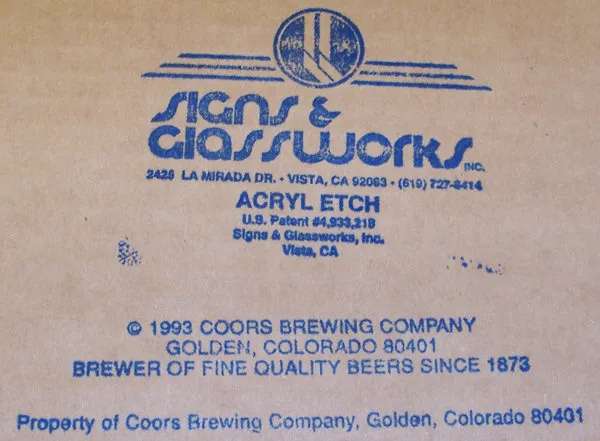 SIGNS &
GLASSWORKS INC.
2428 LA MIRADA DR. • VISTA, CA 92083 • (619) 727-8414
ACRYL ETCH
U.S. Patent #4,933,218
Signs & Glassworks, Inc.
Vista, CA
© 1993 COORS BREWING COMPANY
GOLDEN, COLORADO 80401
BREWER OF FINE QUALITY BEERS SINCE 1873
Property of Coors Brewing Company, Golden, Colorado 80401